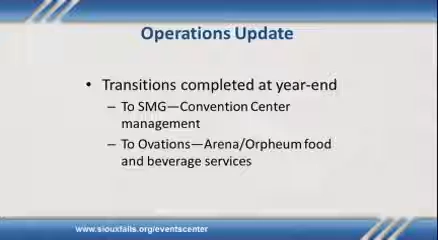 Operations Update
• Transitions completed at year-end
– To SMG—Convention Center
management
– To Ovations—Arena/Orpheum food
and beverage services
www.siouxfalls.org/eventscenter